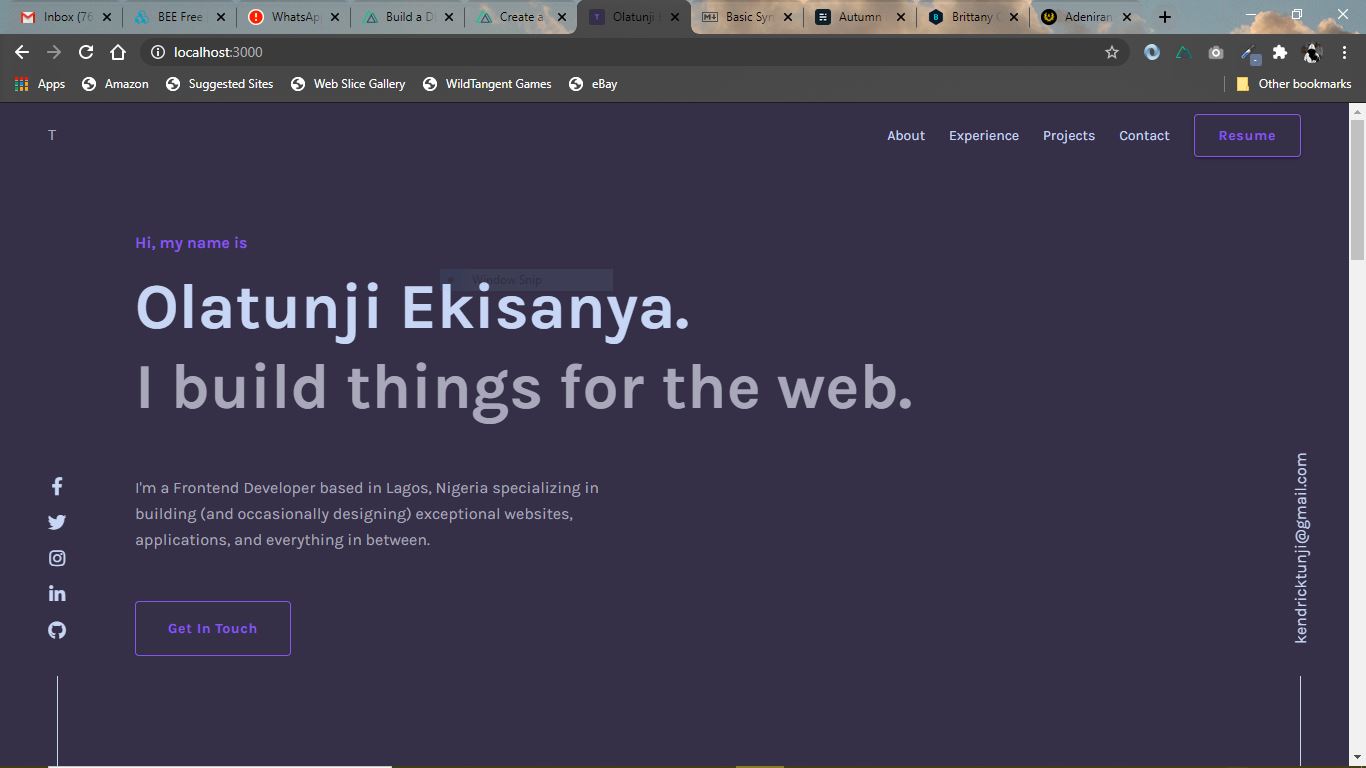 Inbox (76
BEE Free
WhatsAp
Build a D
Create a
Olatunji
Basic Syn
Autumn
Brittany C
Adeniran
localhost:3000
Apps
Amazon
Suggested Sites
Web Slice Gallery
WildTangent Games
eBay
Other bookmarks
T
About
Experience
Projects
Contact
Resume
Hi, my name is
Window Snip
Olatunji Ekisanya.
I build things for the web.
I'm a Frontend Developer based in Lagos, Nigeria specializing in
building (and occasionally designing) exceptional websites,
applications, and everything in between.
Get In Touch
kendricktunji@gmail.com